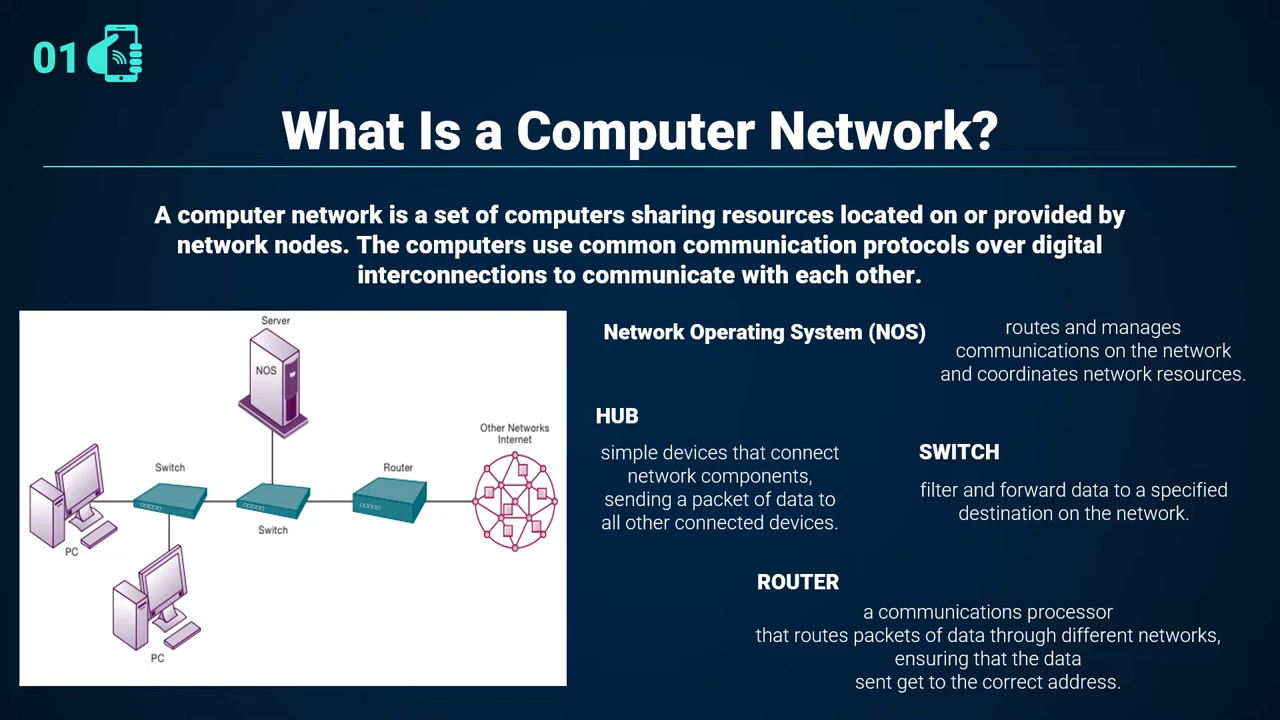 01
What Is a Computer Network?
A computer network is a set of computers sharing resources located on or provided by
network nodes. The computers use common communication protocols over digital
interconnections to communicate with each other.
Server
NOS
Other Networks
Internet
Switch
Router
Switch
PC
PC
Network Operating System (NOS)
routes and manages
communications on the network
and coordinates network resources.
HUB
simple devices that connect
network components,
sending a packet of data to
all other connected devices.
SWITCH
filter and forward data to a specified
destination on the network.
ROUTER
a communications processor
that routes packets of data through different networks,
ensuring that the data
sent get to the correct address.